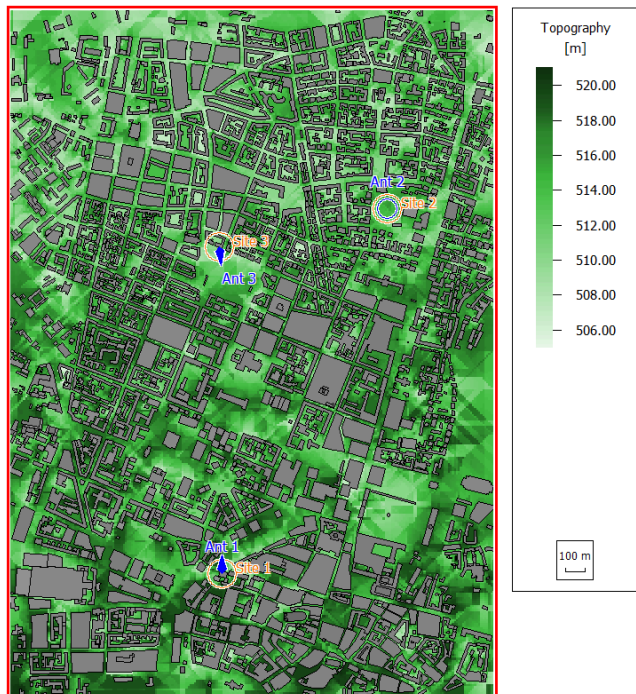 Topography
[m]
520.00
518.00
516.00
514.00
512.00
510.00
508.00
506.00
100 m
Ant 2
Site 2
Site 3
Ant 3
Ant 1
Site 1